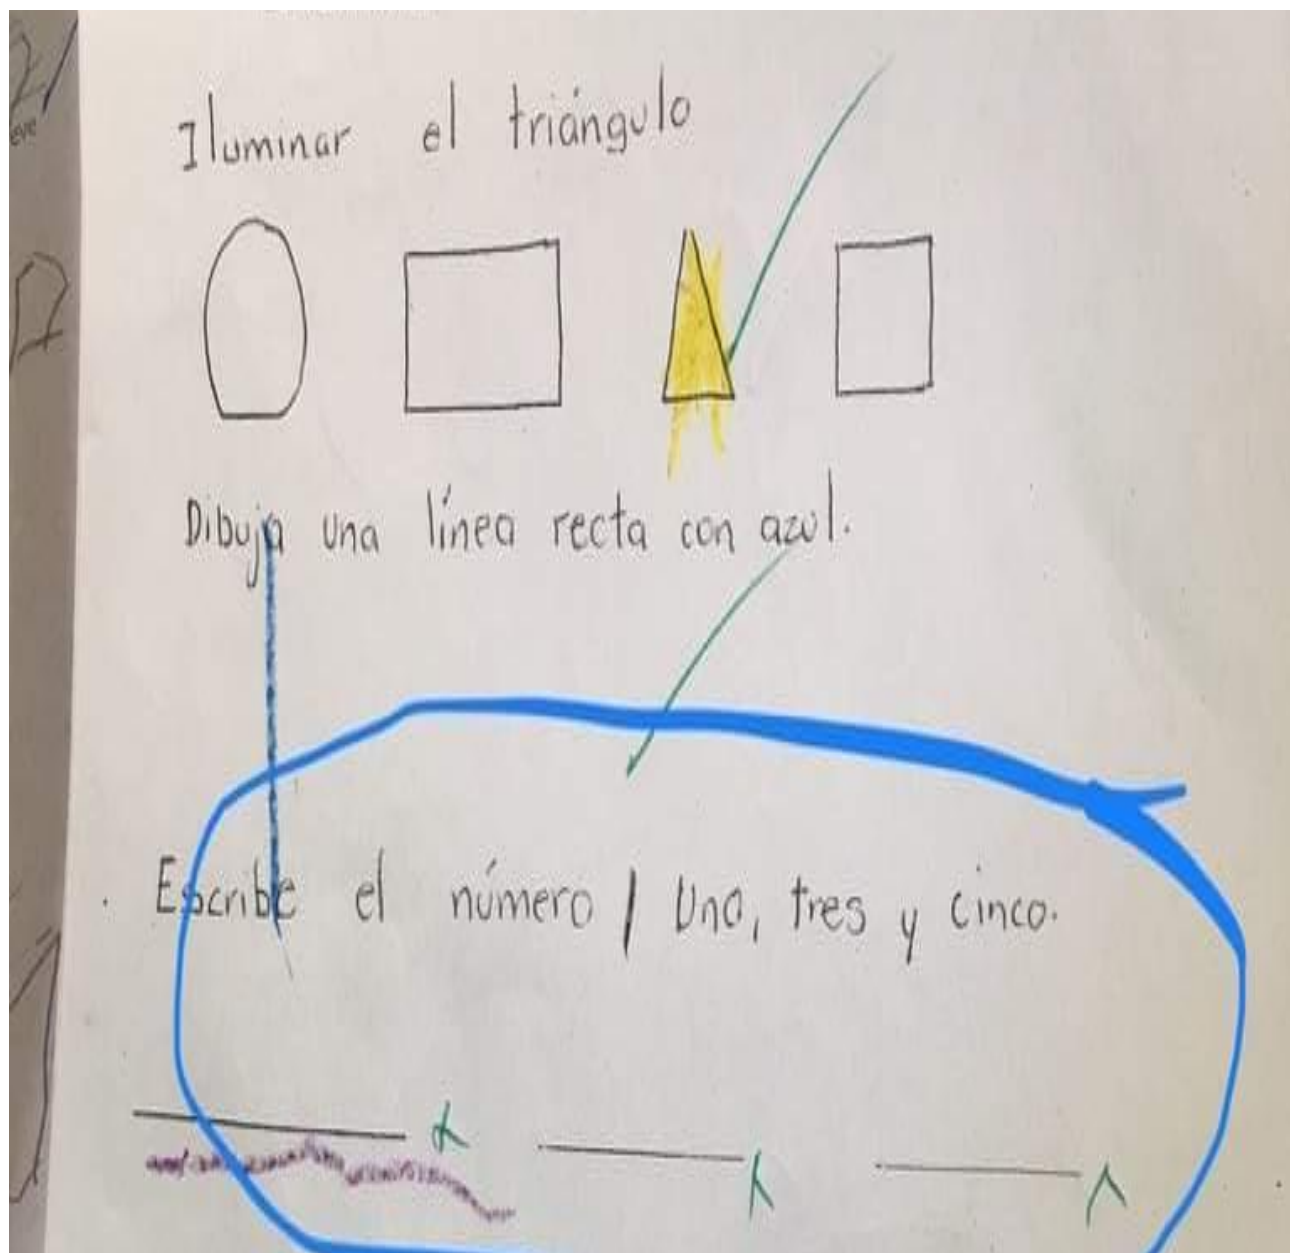 Iluminar el triángulo
Dibuja una línea recta con azul.
Escribe el número | Uno, tres y cinco.